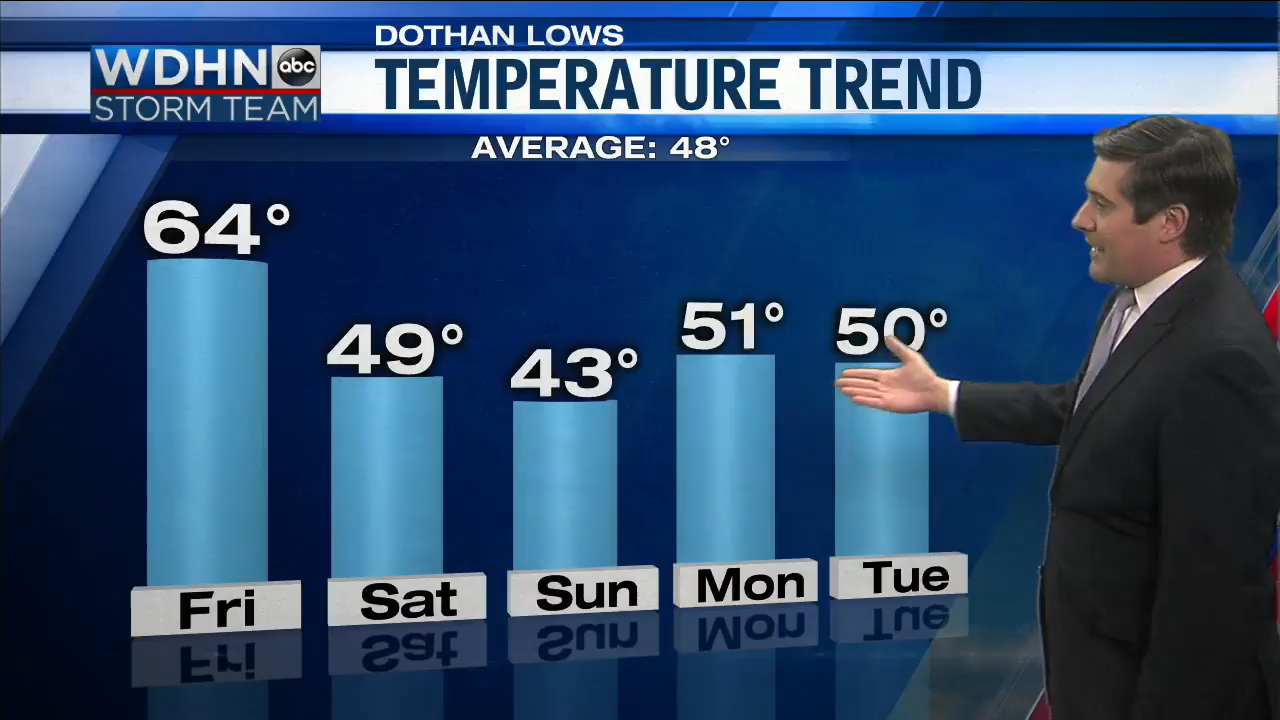 DOTHAN LOWS
WDHN abc
STORM TEAM
TEMPERATURE TREND
AVERAGE: 48°
64°
49°
43°
51°
50°
Fri
Sat
Sun
Mon
Tue